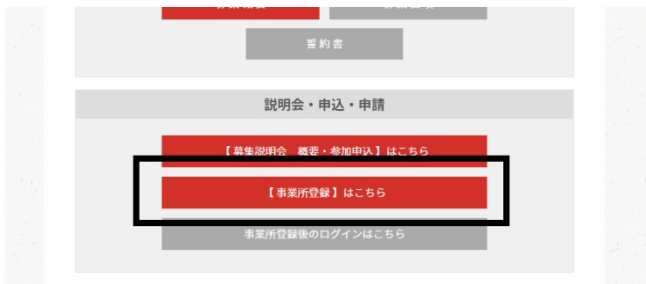 誓約書
説明会・申込・申請
【募集説明会　概要・参加申込】はこちら
【事業所登録】はこちら
事業所登録後のログインはこちら